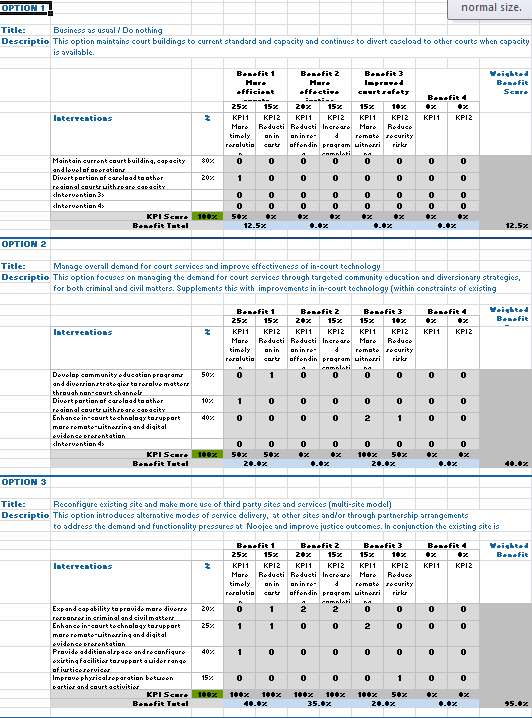 normal size.
OPTION 1
Title: Business as usual / Do nothing
Descriptio This option maintains court buildings to current standard and capacity and continues to divert caseload to other courts when capacity
is available.
Benefit 1 Benefit 2 Benefit 3 Weighted
More More Improved Benefit
efficient effective court safety Score
Benefit 4
25% 15% 20% 15% 15% 10% 0% 0%
Interventions % KPI1 KPI2 KPI1 KPI2 KPI1 KPI2 KPI1 KPI2
More Reducti Reducti Increase More Reduce
timely on in on in re- d remote security
resolutio costs offendin program witnessi risks
Maintain current court building, capacity 80% 0 0 0 0 0 0 0 0
and level of operations
Divert portion of caseload to other 20% 1 0 0 0 0 0 0 0
regional courts with spare capacity
<Intervention 3> 0 0 0 0 0 0 0 0
<Intervention 4> 0 0 0 0 0 0 0 0
KPI Score 100% 50% 0% 0% 0% 0% 0% 0% 0%
Benefit Total 12.5% 0.0% 0.0% 0.0% 12.5%
OPTION 2
Title: Manage overall demand for court services and improve effectiveness of in-court technology
Descriptio This option focuses on managing the demand for court services through targeted community education and diversionary strategies,
for both criminal and civil matters. Supplements this with improvements in in-court technology (within constraints of existing
Benefit 1 Benefit 2 Benefit 3 Benefit 4 Weighted
25% 15% 20% 15% 15% 10% 0% 0% Benefit
Interventions % KPI1 KPI2 KPI1 KPI2 KPI1 KPI2 KPI1 KPI2
More Reducti Reducti Increase More Reduce
timely on in on in re- d remote security
resolutio costs offendin program witnessi risks
Develop community education programs 50% 0 1 0 0 0 0 0 0
and diversion strategies to resolve matters
through non-court channels
Divert portion of caseload to other 10% 1 0 0 0 0 0 0 0
regional courts with spare capacity
Enhance in-court technology to support 40% 0 0 0 0 2 1 0 0
more remote-witnessing and digital
evidence presentation
<Intervention 4> 0 0 0 0 0 0 0 0
KPI Score 100% 50% 50% 0% 0% 100% 50% 0% 0%
Benefit Total 20.0% 0.0% 20.0% 0.0% 40.0%
OPTION 3
Title: Reconfigure existing site and make more use of third party sites and services (multi-site model)
Descriptio This option introduces alternative modes of service delivery, at other sites and/or through partnership arrangements
to address the demand and functionality pressures at Noojee and improve justice outcomes. In conjunction the existing site is
Benefit 1 Benefit 2 Benefit 3 Benefit 4 Weighted
25% 15% 20% 15% 15% 10% 0% 0% Benefit
Interventions % KPI1 KPI2 KPI1 KPI2 KPI1 KPI2 KPI1 KPI2
More Reducti Reducti Increase More Reduce
timely on in on in re- d remote security
resolutio costs offendin program witnessi risks
Expand capability to provide more diverse 20% 0 1 2 2 0 0 0 0
responses in criminal and civil matters
Enhance in-court technology to support 25% 1 1 0 0 2 0 0 0
more remote-witnessing and digital
evidence presentation
Provide additional space and reconfigure 40% 1 0 0 0 0 0 0 0
existing facilities to support a wider range
of justice services
Improve physical separation between 15% 0 0 0 0 0 1 0 0
parties and court activities
KPI Score 100% 100% 100% 100% 100% 100% 50% 0% 0%
Benefit Total 40.0% 35.0% 20.0% 0.0% 95.0%